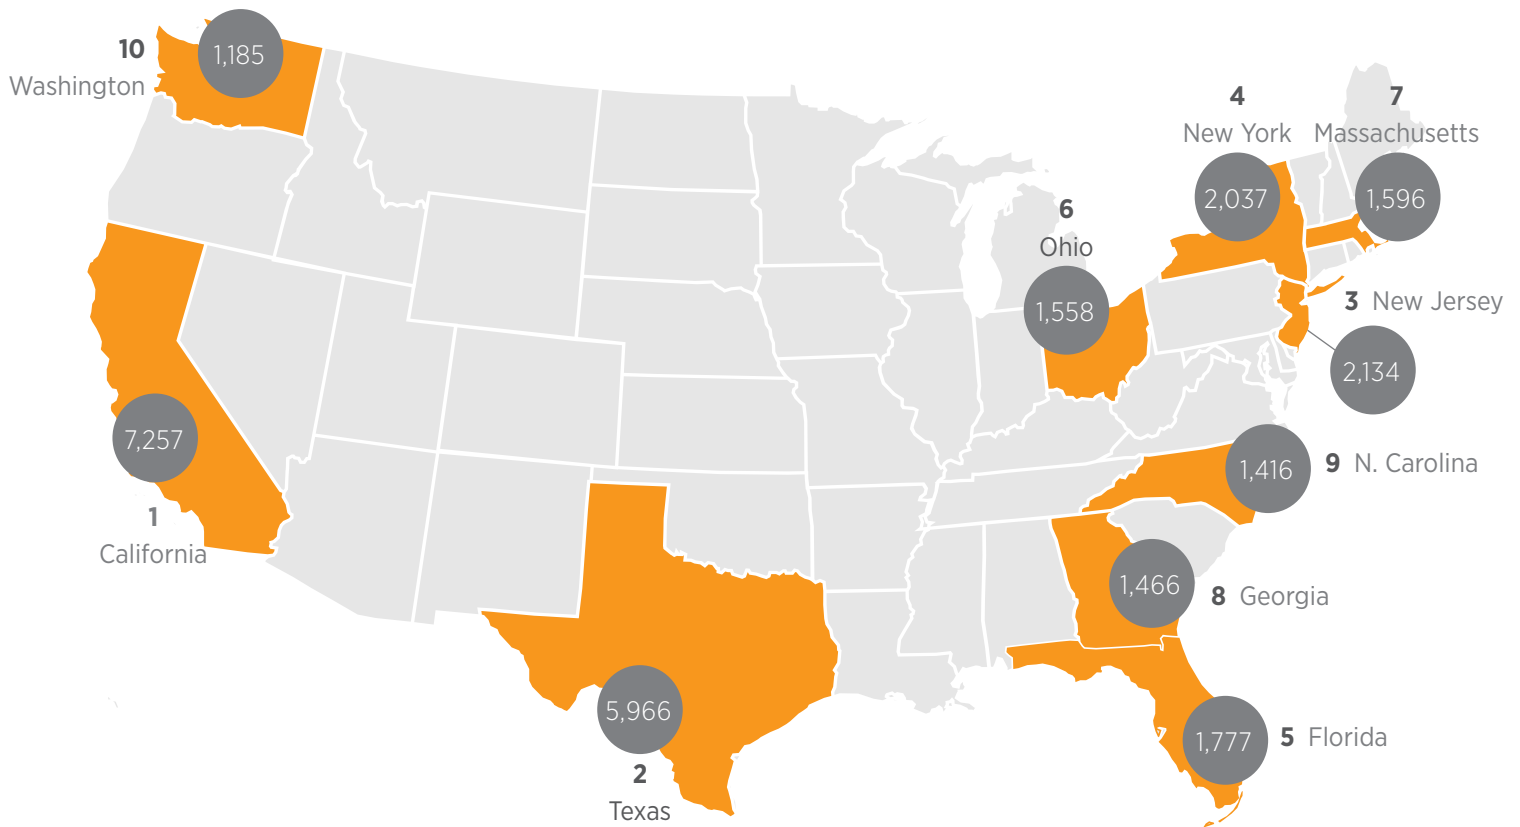 10
Washington
1,185
4
New York
2,037
7
Massachusetts
1,596
6
Ohio
1,558
3 New Jersey
2,134
7,257
1
California
1,416
9 N. Carolina
1,466
8 Georgia
5,966
2
Texas
1,777
5 Florida